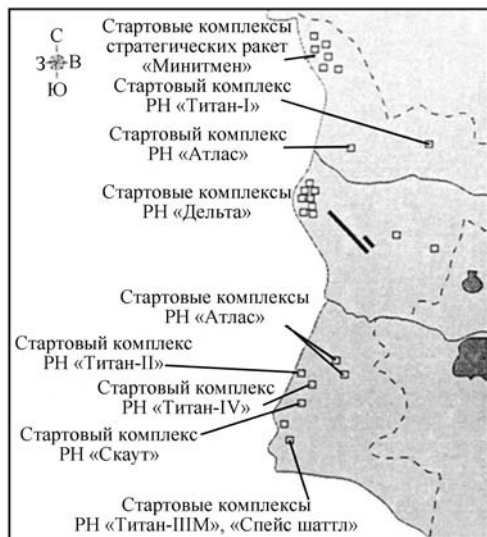 С
З В
Ю
Стартовые комплексы
стратегических ракет
«Минитмен»
Стартовый комплекс
РН «Титан-I»
Стартовый комплекс
РН «Атлас»
Стартовые комплексы
РН «Дельта»
Стартовые комплексы
РН «Атлас»
Стартовый комплекс
РН «Титан-II»
Стартовый комплекс
РН «Титан-IV»
Стартовый комплекс
РН «Скаут»
Стартовые комплексы
РН «Титан-IIIМ», «Спейс шаттл»